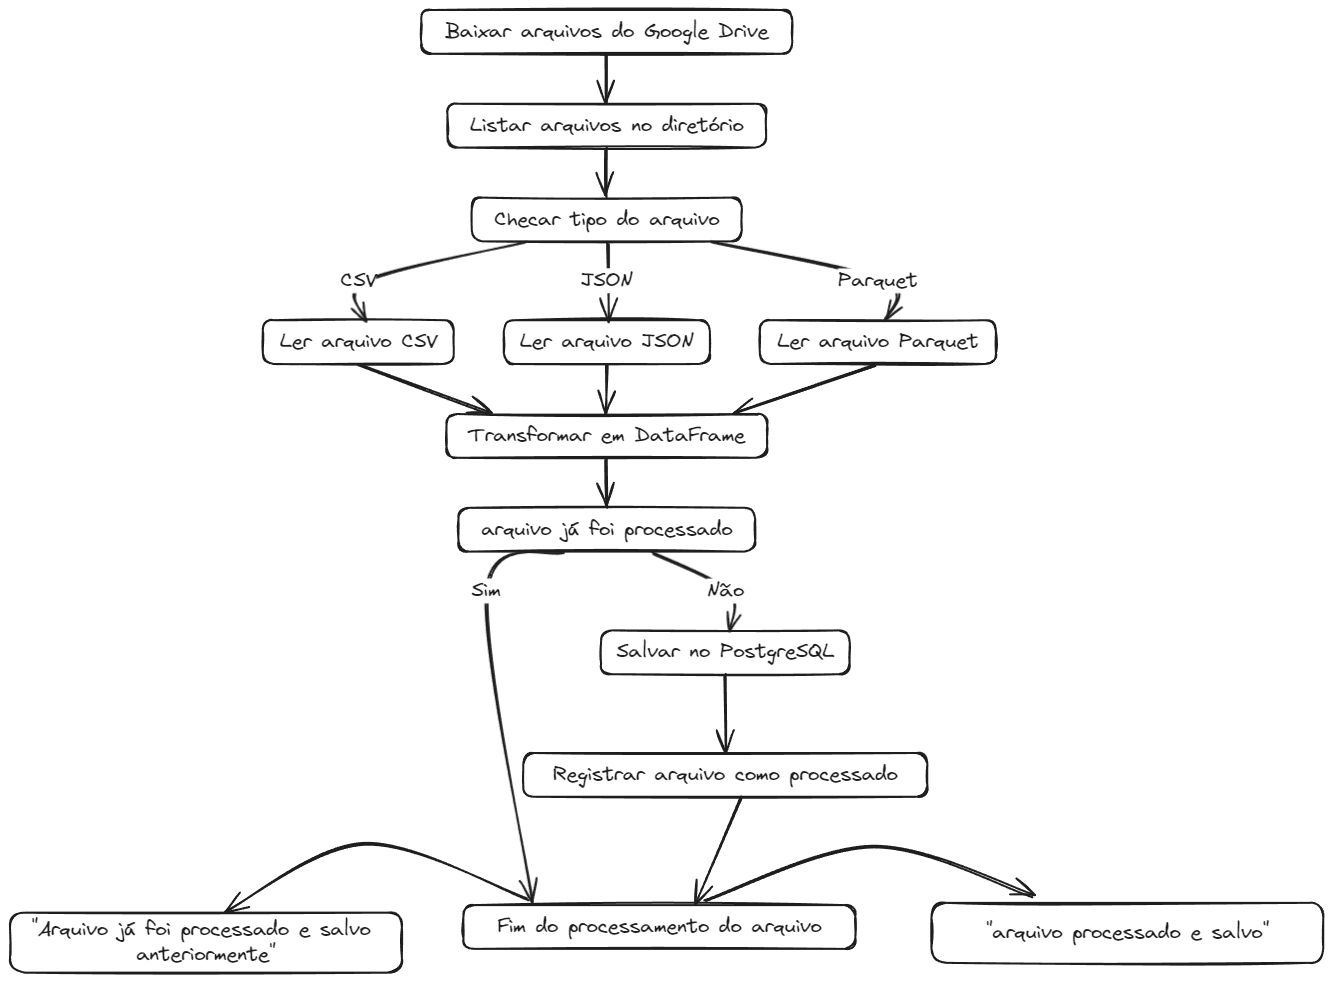 Baixar arquivos do Google Drive
Listar arquivos no diretório
Checar tipo do arquivo
CSV
JSON
Parquet
Ler arquivo CSV
Ler arquivo JSON
Ler arquivo Parquet
Transformar em DataFrame
arquivo já foi processado
Sim
Não
Salvar no PostgreSQL
Registrar arquivo como processado
"Arquivo já foi processado e salvo
anteriormente"
Fim do processamento do arquivo
"arquivo processado e salvo"